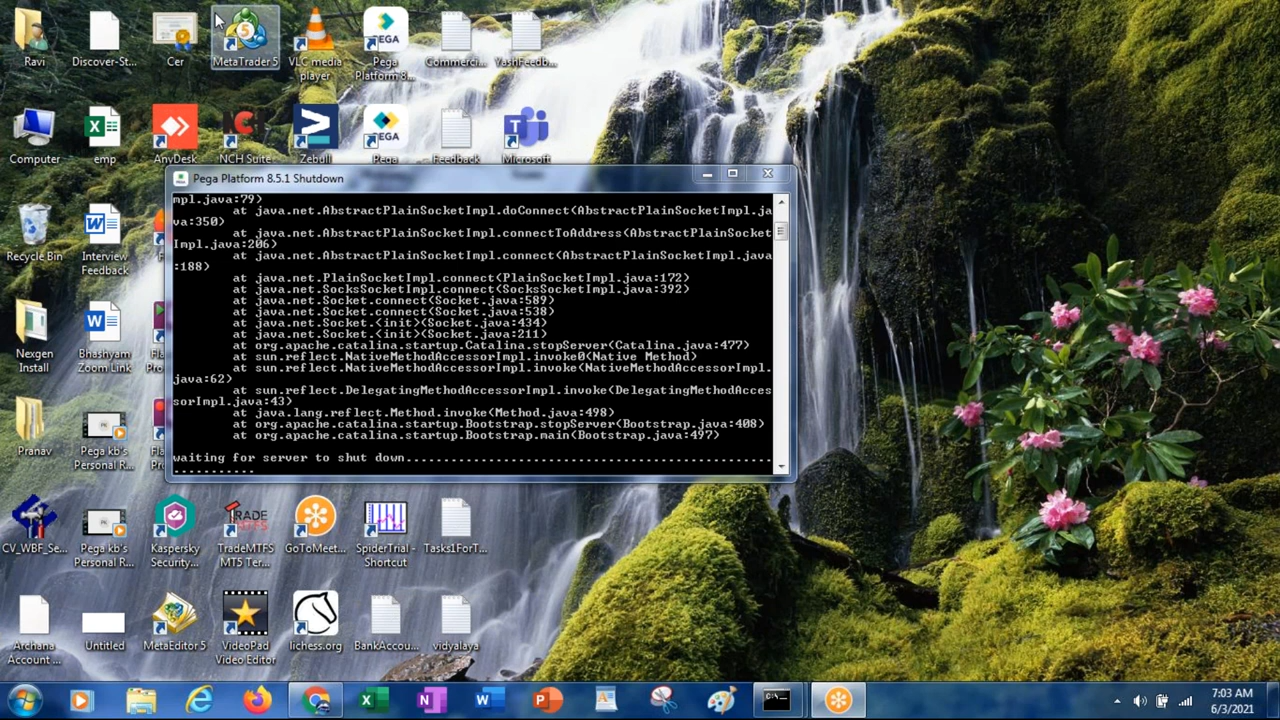 Ravi
Discover-St...
Cer
MetaTrader 5
VLC media
player
Pega
Platform 8...
Commerci...
YashFeedb...
PEGA
5
Computer
emp
AnyDesk
NCH Suite
Zebull
Pega
Feedback
Microsoft
PEGA
Pega Platform 8.5.1 Shutdown
mpl.java:79)
at java.net.AbstractPlainSocketImpl.doConnect(AbstractPlainSocketImpl.ja
va:350)
at java.net.AbstractPlainSocketImpl.connectToAddress(AbstractPlainSocket
Impl.java:206)
at java.net.AbstractPlainSocketImpl.connect(AbstractPlainSocketImpl.java
:188)
at java.net.PlainSocketImpl.connect(PlainSocketImpl.java:172)
at java.net.SocksSocketImpl.connect(SocksSocketImpl.java:392)
at java.net.Socket.connect(Socket.java:589)
at java.net.Socket.connect(Socket.java:538)
at java.net.Socket.(init)(Socket.java:434)
at java.net.Socket.(init)(Socket.java:211)
at org.apache.catalina.startup.Catalina.stopServer(Catalina.java:477)
at sun.reflect.NativeMethodAccessorImpl.invoke0(Native Method)
at sun.reflect.NativeMethodAccessorImpl.invoke(NativeMethodAccessorImpl.
java:62)
at sun.reflect.DelegatingMethodAccessorImpl.invoke(DelegatingMethodAcces
sorImpl.java:43)
at java.lang.reflect.Method.invoke(Method.java:498)
at org.apache.catalina.startup.Bootstrap.stopServer(Bootstrap.java:408)
at org.apache.catalina.startup.Bootstrap.main(Bootstrap.java:497)
waiting for server to shut down................................................
...........
Recycle Bin
Interview
Feedback
Nexgen
Install
Bhashyam
Zoom Link
Pranav
Pega kb's
Personal R...
CV_WBF_Se...
Pega kb's
Personal R...
Kaspersky
Security...
TRADE
MTFS
TradeMTFS
MT5 Ter...
GoToMeet...
SpiderTrial -
Shortcut
Tasks1ForT...
Archana
Account ...
Untitled
MetaEditor 5
VideoPad
Video Editor
lichess.org
BankAccou...
vidyalaya
7:03 AM
6/3/2021